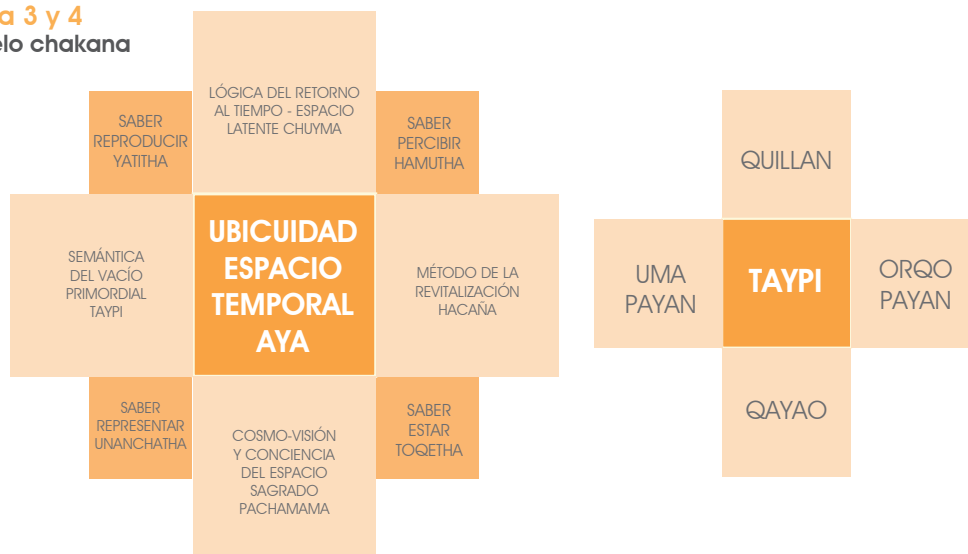 a 3 y 4
elo chakana
LÓGICA DEL RETORNO
AL TIEMPO - ESPACIO
LATENTE CHUYMA
SABER
REPRODUCIR
YATITHA
SABER
PERCIBIR
HAMUTHA
SEMÁNTICA
DEL VACÍO
PRIMORDIAL
TAYPI
UBICUIDAD
ESPACIO
TEMPORAL
AYA
MÉTODO DE LA
REVITALIZACIÓN
HACAÑA
SABER
REPRESENTAR
UNANCHATHA
COSMO-VISIÓN
Y CONCIENCIA
DEL ESPACIO
SAGRADO
PACHAMAMA
SABER
ESTAR
TOQETHA
QUILLAN
UMA
PAYAN
TAYPI
ORQO
PAYAN
QAYAO